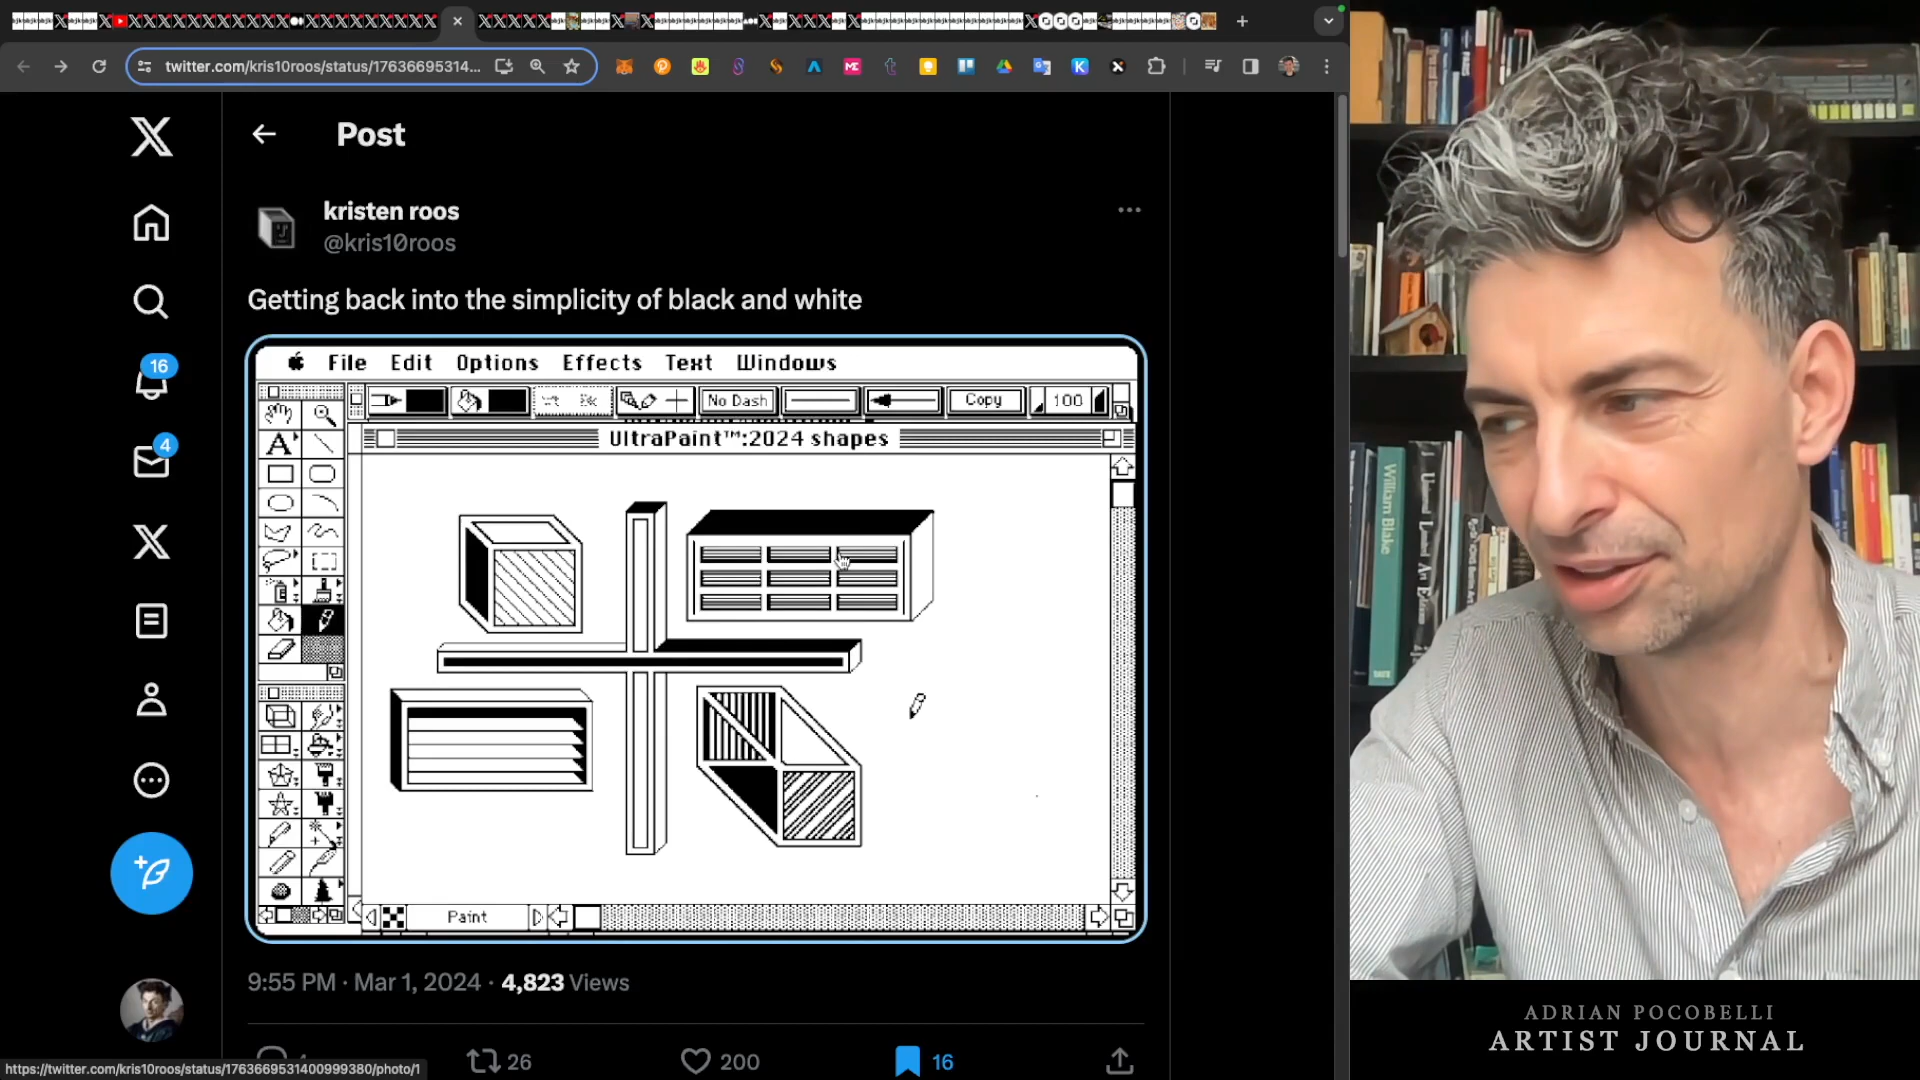 twitter.com/kris10roos/status/17636695314...
Post
kristen roos
@kris10roos
Getting back into the simplicity of black and white
File Edit Options Effects Text Windows
No Dash
Copy
100
UltraPaint™:2024 shapes
A
Paint
9:55 PM · Mar 1, 2024 · 4,823 Views
26
200
16
16
4
https://twitter.com/kris10roos/status/1763669531400999380/photo/1
William Blake
ADRIAN POCOBELLI
ARTIST JOURNAL